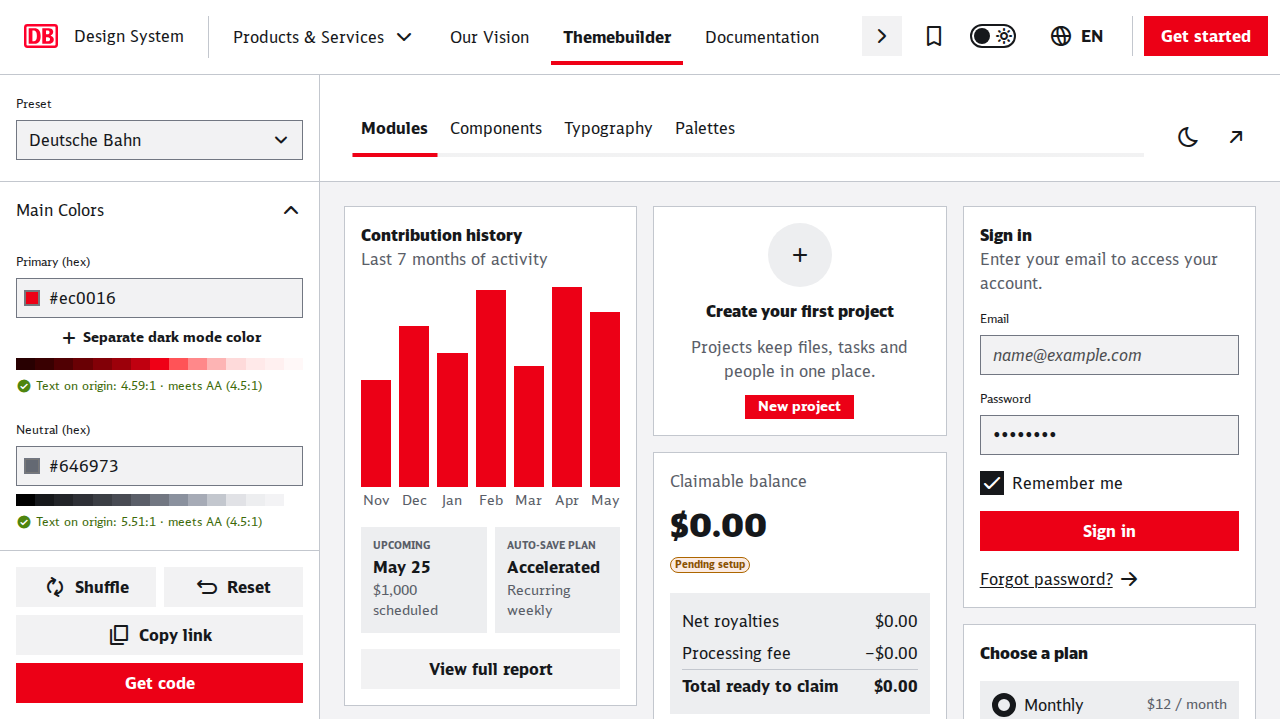 DB Design System
Products & Services
Our Vision
Themebuilder
Documentation
EN
Get started
Preset
Deutsche Bahn
Main Colors
Primary (hex)
#ec0016
Separate dark mode color
Text on origin: 4.59:1 · meets AA (4.5:1)
Neutral (hex)
#646973
Text on origin: 5.51:1 · meets AA (4.5:1)
Shuffle
Reset
Copy link
Get code
Modules
Components
Typography
Palettes
Contribution history
Last 7 months of activity
Nov Dec Jan Feb Mar Apr May
UPCOMING
May 25
$1,000
scheduled
AUTO-SAVE PLAN
Accelerated
Recurring
weekly
View full report
Create your first project
Projects keep files, tasks and
people in one place.
New project
Claimable balance
$0.00
Pending setup
Net royalties $0.00
Processing fee −$0.00
Total ready to claim $0.00
Sign in
Enter your email to access your
account.
Email
name@example.com
Password
••••••••
Remember me
Sign in
Forgot password?
Choose a plan
Monthly $12 / month